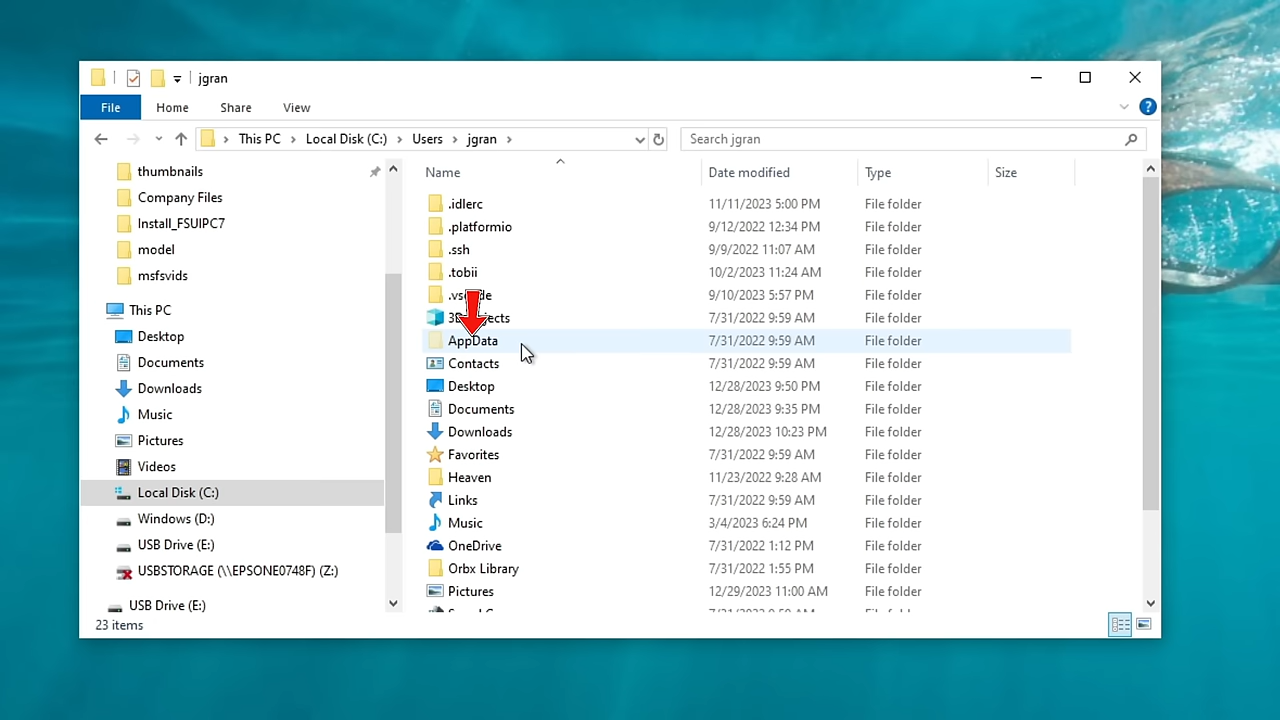 jgran
File Home Share View
This PC Local Disk (C:) Users jgran
Search jgran
thumbnails
Company Files
Install_FSUIPC7
model
msfsvids
This PC
Desktop
Documents
Downloads
Music
Pictures
Videos
Local Disk (C:)
Windows (D:)
USB Drive (E:)
USBSTORAGE (\\EPSONE0748F) (Z:)
USB Drive (E:)
Name Date modified Type Size
.idlerc 11/11/2023 5:00 PM File folder
.platformio 9/12/2022 12:34 PM File folder
.ssh 9/9/2022 11:07 AM File folder
.tobii 10/2/2023 11:24 AM File folder
9/10/2023 5:57 PM File folder
7/31/2022 9:59 AM File folder
AppData 7/31/2022 9:59 AM File folder
Contacts 7/31/2022 9:59 AM File folder
Desktop 12/28/2023 9:50 PM File folder
Documents 12/28/2023 9:35 PM File folder
Downloads 12/28/2023 10:23 PM File folder
Favorites 7/31/2022 9:59 AM File folder
Heaven 11/23/2022 9:28 AM File folder
Links 7/31/2022 9:59 AM File folder
Music 3/4/2023 6:24 PM File folder
OneDrive 7/31/2022 1:12 PM File folder
Orbx Library 7/31/2022 1:55 PM File folder
Pictures 12/29/2023 11:00 AM File folder
23 items